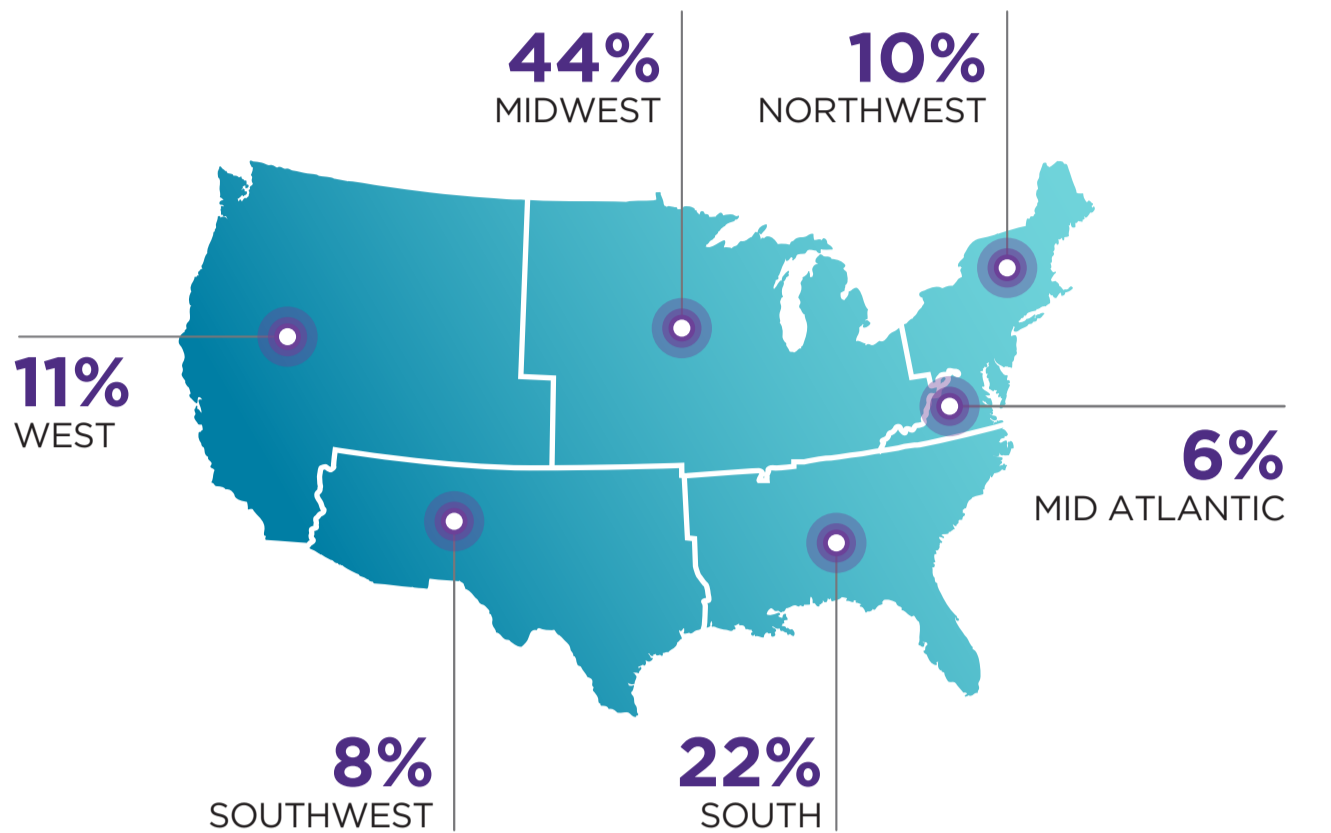 44%
MIDWEST
10%
NORTHWEST
11%
WEST
6%
MID ATLANTIC
8%
SOUTHWEST
22%
SOUTH